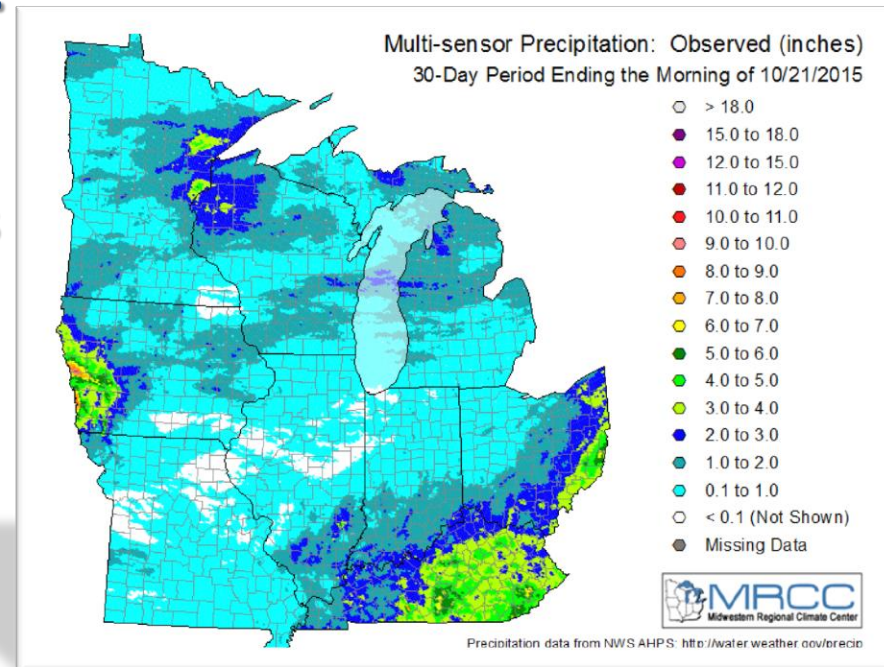 Multi-sensor Precipitation: Observed (inches)
30-Day Period Ending the Morning of 10/21/2015
> 18.0
15.0 to 18.0
12.0 to 15.0
11.0 to 12.0
10.0 to 11.0
9.0 to 10.0
8.0 to 9.0
7.0 to 8.0
6.0 to 7.0
5.0 to 6.0
4.0 to 5.0
3.0 to 4.0
2.0 to 3.0
1.0 to 2.0
0.1 to 1.0
< 0.1 (Not Shown)
Missing Data
MRCC
Midwestern Regional Climate Center
Precipitation data from NWS AHPS: http://water.weather.gov/precip